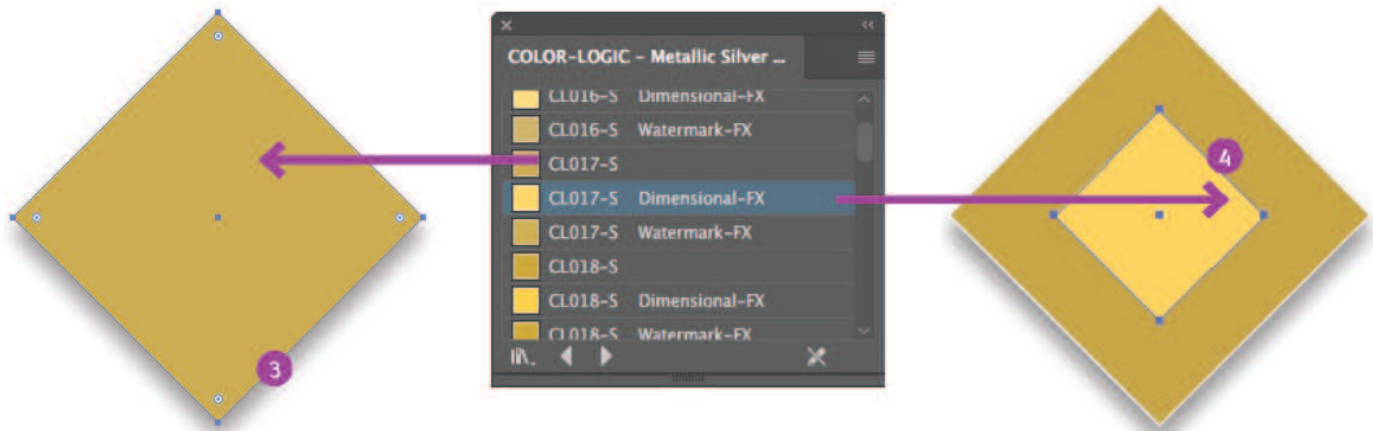 COLOR-LOGIC - Metallic Silver ...
CL016-S Dimensional-FX
CL016-S Watermark-FX
CL017-S
CL017-S Dimensional-FX
CL017-S Watermark-FX
CL018-S
CL018-S Dimensional-FX
CL018-S Watermark-FX
3
4